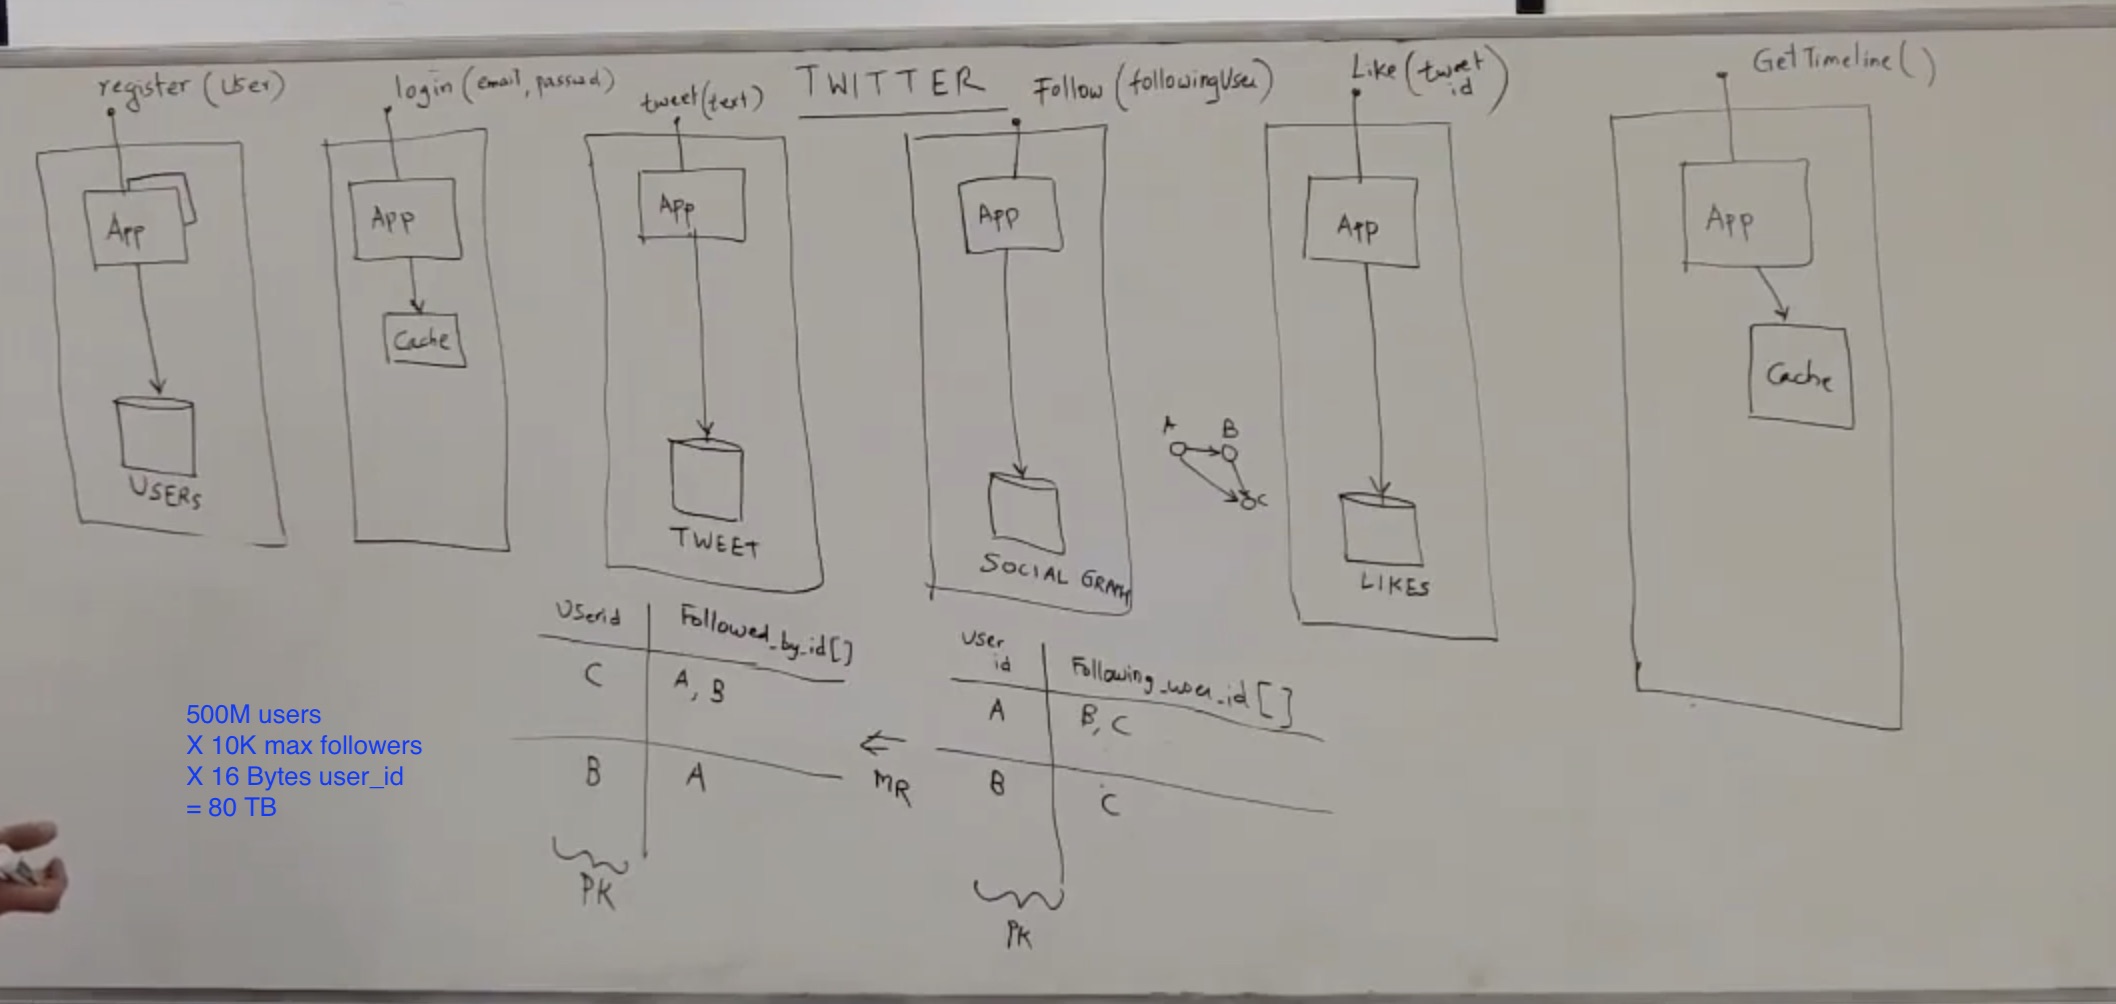 TWITTER
register (User)
App
USERS
login (email, passwd)
App
Cache
tweet (text)
App
TWEET
Follow (followingUser)
App
SOCIAL GRAPH
A
B
C
Like (tweet
id)
App
LIKES
GetTimeline()
App
Cache
Userid Followed_by_id[]
C A, B
B A
PK
MR
User
id Following_user_id[]
A B, C
B C
PK
500M users
X 10K max followers
X 16 Bytes user_id
= 80 TB